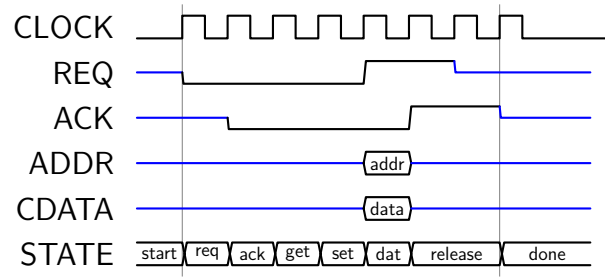 CLOCK
REQ
ACK
ADDR addr
CDATA data
STATE start req ack get set dat release done